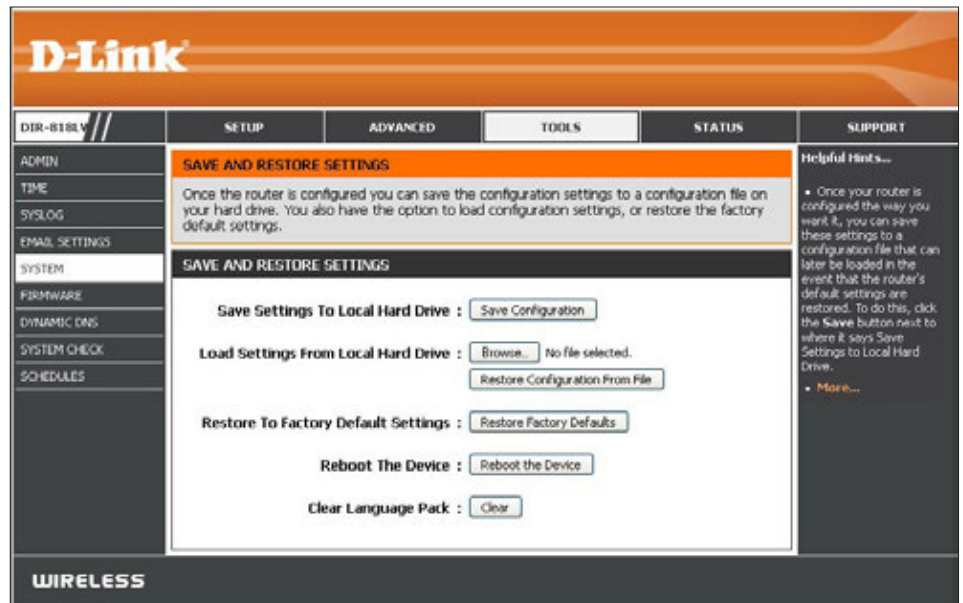 D-Link
DIR-818LW
SETUP
ADVANCED
TOOLS
STATUS
SUPPORT
ADMIN
TIME
SYSLOG
EMAIL SETTINGS
SYSTEM
FIRMWARE
DYNAMIC DNS
SYSTEM CHECK
SCHEDULES
SAVE AND RESTORE SETTINGS
Once the router is configured you can save the configuration settings to a configuration file on
your hard drive. You also have the option to load configuration settings, or restore the factory
default settings.
SAVE AND RESTORE SETTINGS
Save Settings To Local Hard Drive : Save Configuration
Load Settings From Local Hard Drive : Browse... No file selected.
Restore Configuration From File
Restore To Factory Default Settings : Restore Factory Defaults
Reboot The Device : Reboot the Device
Clear Language Pack : Clear
Helpful Hints...
• Once your router is
configured the way you
want it, you can save
these settings to a
configuration file that can
later be loaded in the
event that the router's
default settings are
restored. To do this, click
the Save button next to
where it says Save
Settings to Local Hard
Drive.
• More...
WIRELESS